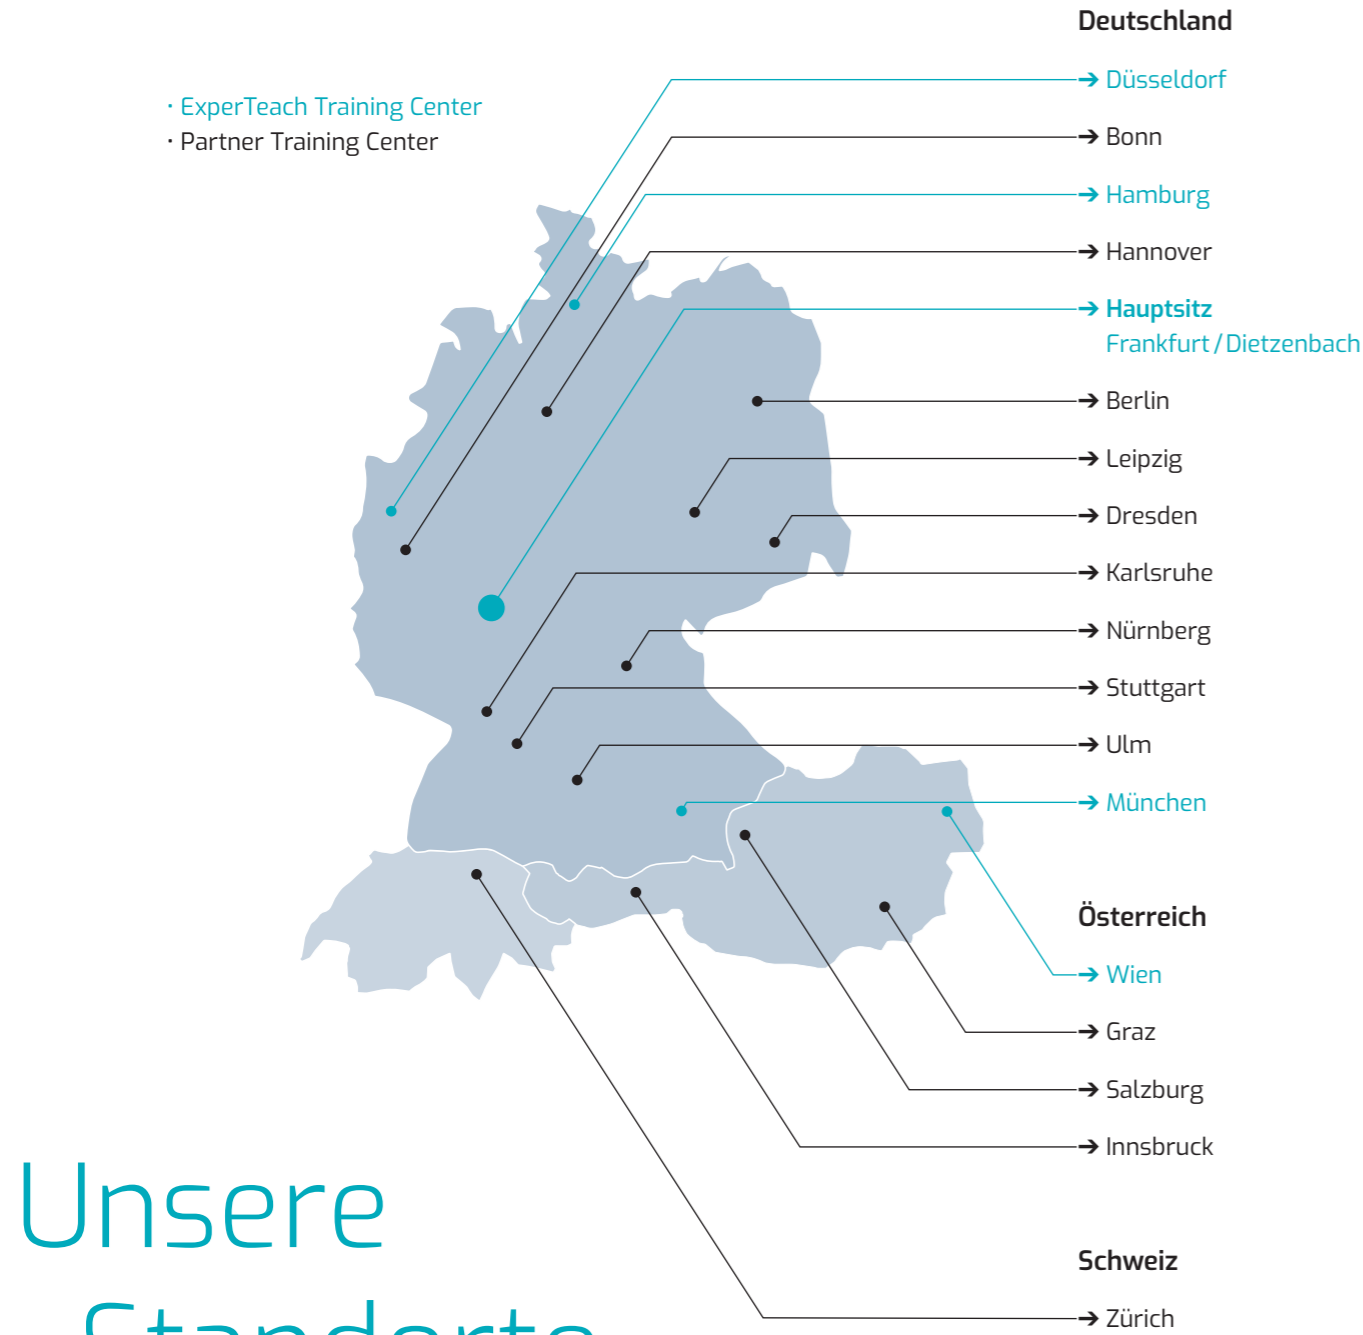 Deutschland
· ExperTeach Training Center
· Partner Training Center
➔ Düsseldorf
➔ Bonn
➔ Hamburg
➔ Hannover
➔ Hauptsitz
Frankfurt / Dietzenbach
➔ Berlin
➔ Leipzig
➔ Dresden
➔ Karlsruhe
➔ Nürnberg
➔ Stuttgart
➔ Ulm
➔ München
Österreich
➔ Wien
➔ Graz
➔ Salzburg
➔ Innsbruck
Schweiz
➔ Zürich
Unsere
Standorte